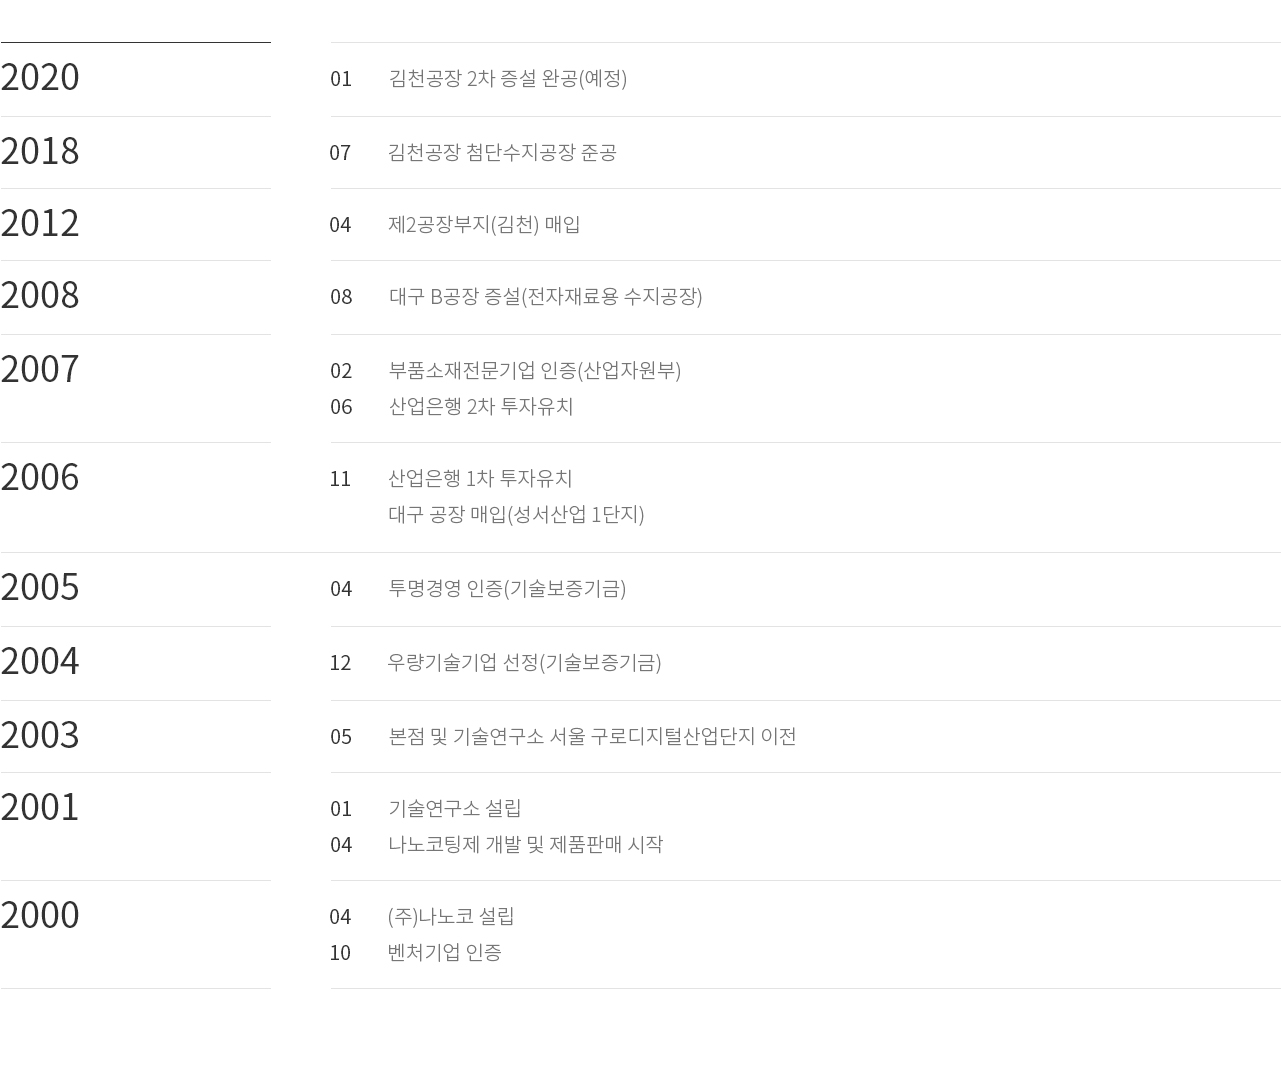 2020 01 김천공장 2차 증설 완공(예정)
2018 07 김천공장 첨단수지공장 준공
2012 04 제2공장부지(김천) 매입
2008 08 대구 B공장 증설(전자재료용 수지공장)
2007 02 부품소재전문기업 인증(산업자원부)
06 산업은행 2차 투자유치
2006 11 산업은행 1차 투자유치
대구 공장 매입(성서산업 1단지)
2005 04 투명경영 인증(기술보증기금)
2004 12 우량기술기업 선정(기술보증기금)
2003 05 본점 및 기술연구소 서울 구로디지털산업단지 이전
2001 01 기술연구소 설립
04 나노코팅제 개발 및 제품판매 시작
2000 04 (주)나노코 설립
10 벤처기업 인증